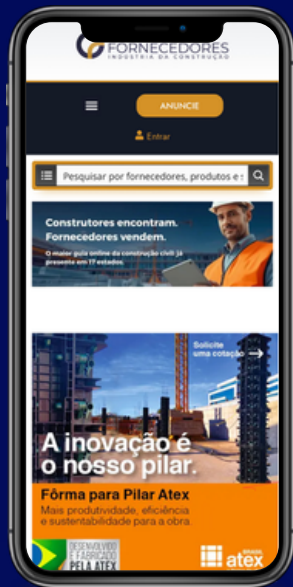 FORNECEDORES
INDÚSTRIA DA CONSTRUÇÃO
ANUNCIE
Entrar
Pesquisar por fornecedores, produtos e s
Construtores encontram.
Fornecedores vendem.
O maior guia online da construção civil já
presente em 17 estados.
Solicite
uma cotação
A inovação é
o nosso pilar.
Fôrma para Pilar Atex
Mais produtividade, eficiência
e sustentabilidade para a obra.
DESENVOLVIDO
E FABRICADO
PELA ATEX
BRASIL
atex